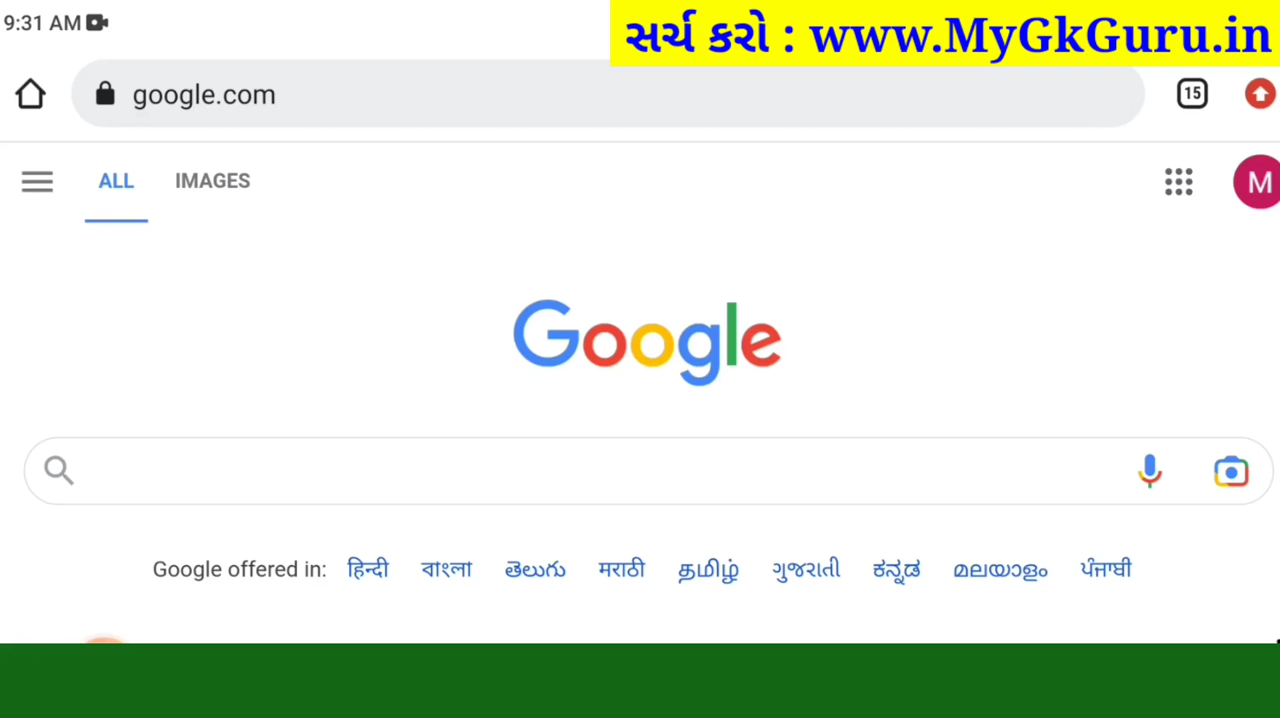 9:31 AM
સર્ચ કરો : www.MyGkGuru.in
google.com
15
ALL IMAGES
M
Google
Google offered in: हिन्दी বাংলা తెలుగు मराठी தமிழ் ગુજરાતી ಕನ್ನಡ മലയാളം ਪੰਜਾਬੀ